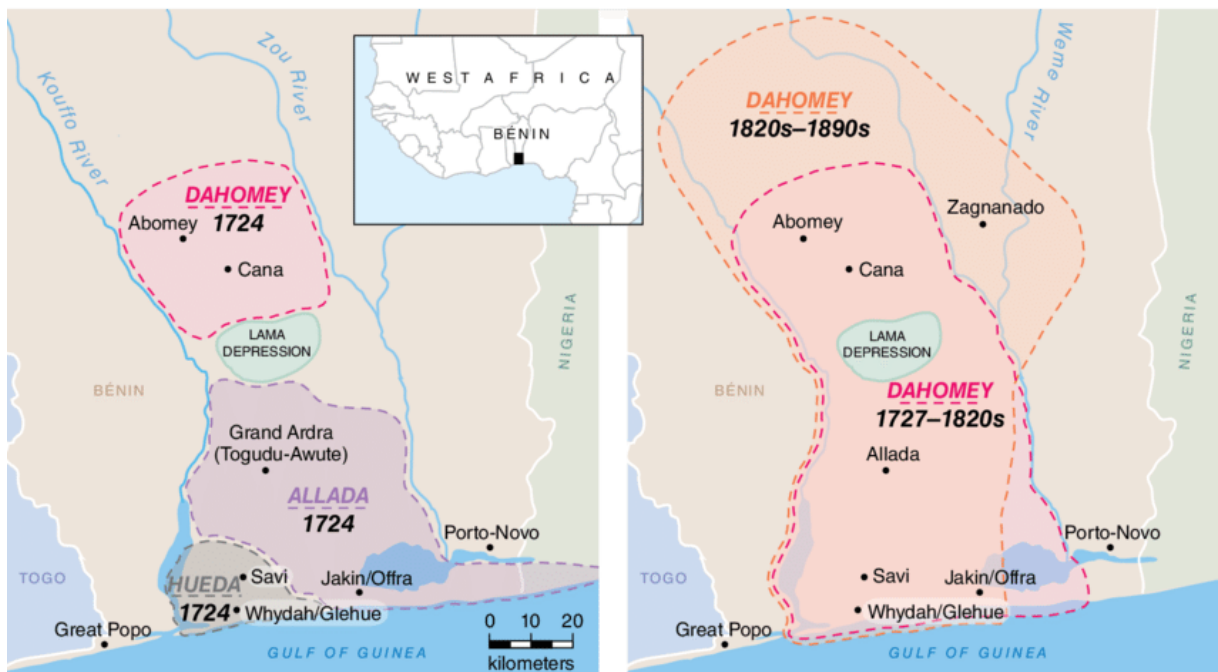 Kouffo River
Zou River
DAHOMEY
1724
Abomey
Cana
LAMA
DEPRESSION
BÉNIN
Grand Ardra
(Togudu-Awute)
ALLADA
1724
Porto-Novo
TOGO
HUEDA
1724
Savi
Jakin/Offra
Whydah/Glehue
Great Popo
GULF OF GUINEA
0 10 20
kilometers
NIGERIA
WEST AFRICA
BÉNIN
Weme River
DAHOMEY
1820s–1890s
Abomey
Zagnanado
Cana
LAMA
DEPRESSION
BÉNIN
NIGERIA
DAHOMEY
1727–1820s
Allada
Porto-Novo
TOGO
Savi
Jakin/Offra
Whydah/Glehue
Great Popo
GULF OF GUINEA